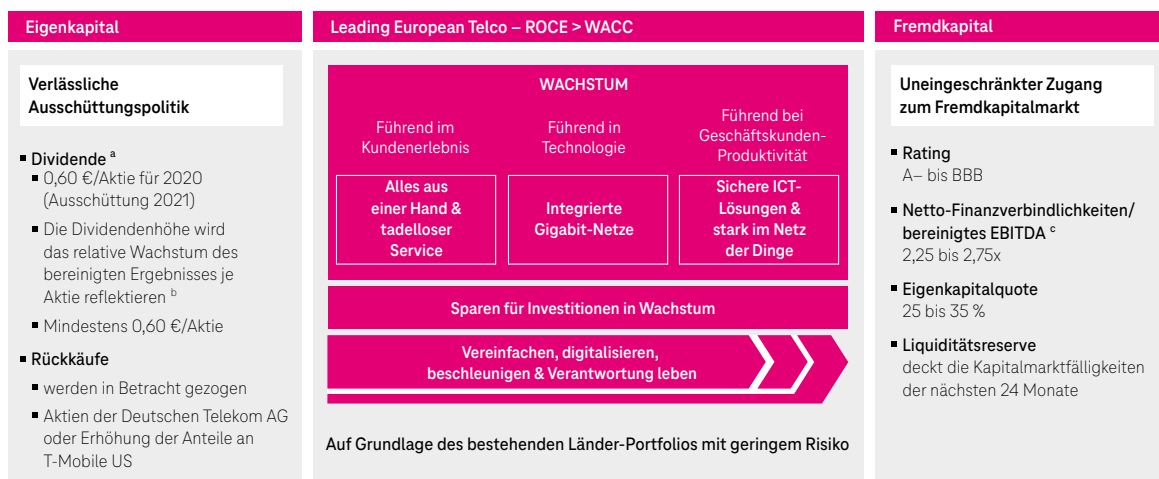 Eigenkapital
Verlässliche
Ausschüttungspolitik
▪ Dividende a
▪ 0,60 €/Aktie für 2020
(Ausschüttung 2021)
▪ Die Dividendenhöhe wird
das relative Wachstum des
bereinigten Ergebnisses je
Aktie reflektieren b
▪ Mindestens 0,60 €/Aktie
▪ Rückkäufe
▪ werden in Betracht gezogen
▪ Aktien der Deutschen Telekom AG
oder Erhöhung der Anteile an
T-Mobile US
Leading European Telco – ROCE > WACC
WACHSTUM
Führend im
Kundenerlebnis
Alles aus
einer Hand &
tadelloser
Service
Führend in
Technologie
Integrierte
Gigabit-Netze
Führend bei
Geschäftskunden-
Produktivität
Sichere ICT-
Lösungen &
stark im Netz
der Dinge
Sparen für Investitionen in Wachstum
Vereinfachen, digitalisieren,
beschleunigen & Verantwortung leben
Auf Grundlage des bestehenden Länder-Portfolios mit geringem Risiko
Fremdkapital
Uneingeschränkter Zugang
zum Fremdkapitalmarkt
▪ Rating
A– bis BBB
▪ Netto-Finanzverbindlichkeiten/
bereinigtes EBITDA c
2,25 bis 2,75x
▪ Eigenkapitalquote
25 bis 35 %
▪ Liquiditätsreserve
deckt die Kapitalmarktfälligkeiten
der nächsten 24 Monate